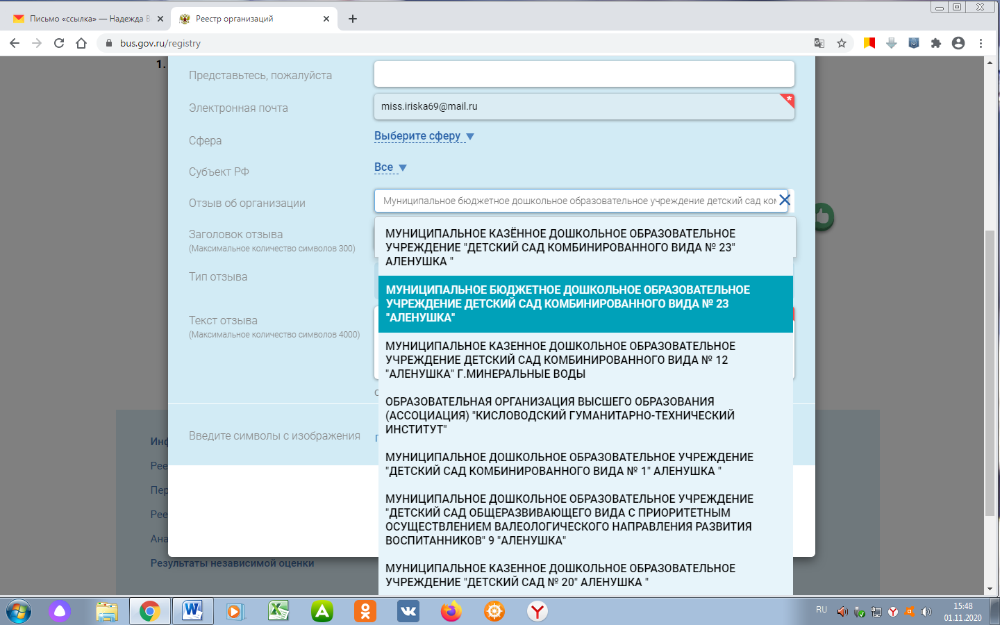 Письмо «ссылка» — Надежда В
Реестр организаций
bus.gov.ru/registry
1.
Представьтесь, пожалуйста
Электронная почта
miss.iriska69@mail.ru
*
Сфера
Выберите сферу
Субъект РФ
Все
Отзыв об организации
Муниципальное бюджетное дошкольное образовательное учреждение детский сад ком
Заголовок отзыва
(Максимальное количество символов 300)
МУНИЦИПАЛЬНОЕ КАЗЁННОЕ ДОШКОЛЬНОЕ ОБРАЗОВАТЕЛЬНОЕ
УЧРЕЖДЕНИЕ "ДЕТСКИЙ САД КОМБИНИРОВАННОГО ВИДА № 23"
АЛЕНУШКА "
Тип отзыва
МУНИЦИПАЛЬНОЕ БЮДЖЕТНОЕ ДОШКОЛЬНОЕ ОБРАЗОВАТЕЛЬНОЕ
УЧРЕЖДЕНИЕ ДЕТСКИЙ САД КОМБИНИРОВАННОГО ВИДА № 23
"АЛЕНУШКА"
Текст отзыва
(Максимальное количество символов 4000)
МУНИЦИПАЛЬНОЕ КАЗЕННОЕ ДОШКОЛЬНОЕ ОБРАЗОВАТЕЛЬНОЕ
УЧРЕЖДЕНИЕ ДЕТСКИЙ САД КОМБИНИРОВАННОГО ВИДА № 12
"АЛЕНУШКА" Г.МИНЕРАЛЬНЫЕ ВОДЫ
ОБРАЗОВАТЕЛЬНАЯ ОРГАНИЗАЦИЯ ВЫСШЕГО ОБРАЗОВАНИЯ
(АССОЦИАЦИЯ) "КИСЛОВОДСКИЙ ГУМАНИТАРНО-ТЕХНИЧЕСКИЙ
ИНСТИТУТ"
Введите символы с изображения
МУНИЦИПАЛЬНОЕ ДОШКОЛЬНОЕ ОБРАЗОВАТЕЛЬНОЕ УЧРЕЖДЕНИЕ
"ДЕТСКИЙ САД КОМБИНИРОВАННОГО ВИДА № 1" АЛЕНУШКА "
МУНИЦИПАЛЬНОЕ ДОШКОЛЬНОЕ ОБРАЗОВАТЕЛЬНОЕ УЧРЕЖДЕНИЕ
"ДЕТСКИЙ САД ОБЩЕРАЗВИВАЮЩЕГО ВИДА С ПРИОРИТЕТНЫМ
ОСУЩЕСТВЛЕНИЕМ ВАЛЕОЛОГИЧЕСКОГО НАПРАВЛЕНИЯ РАЗВИТИЯ
ВОСПИТАННИКОВ" 9 "АЛЕНУШКА"
МУНИЦИПАЛЬНОЕ КАЗЕННОЕ ДОШКОЛЬНОЕ ОБРАЗОВАТЕЛЬНОЕ
УЧРЕЖДЕНИЕ "ДЕТСКИЙ САД № 20" АЛЕНУШКА "
Инф
Рее
Пер
Рее
Ана
Результаты независимой оценки
RU
15:48
01.11.2020